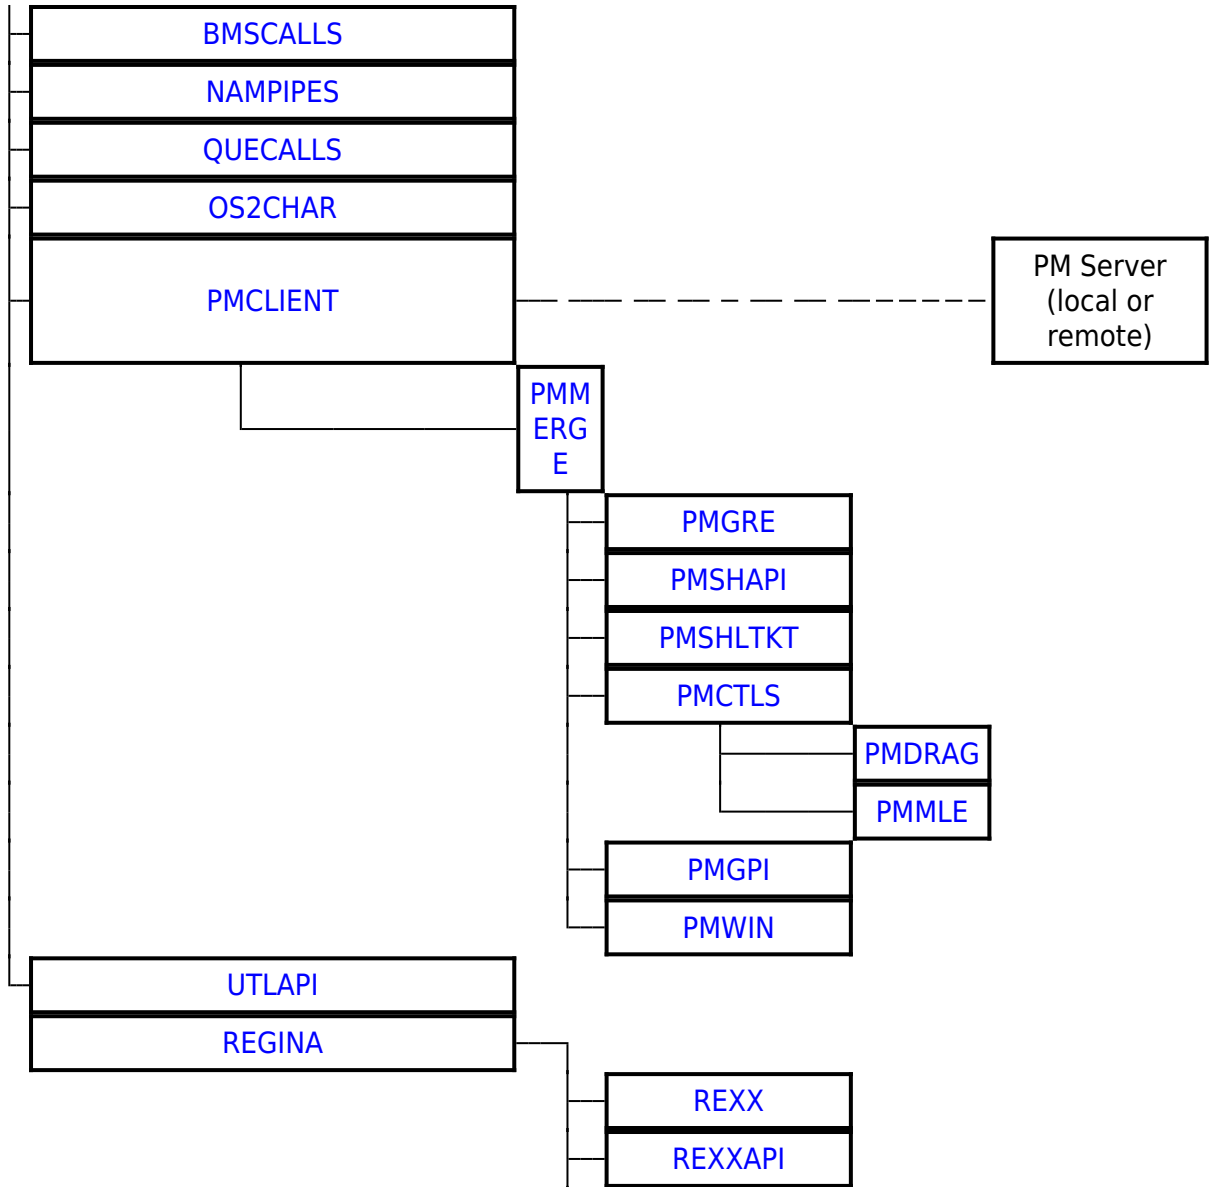 BMSCALLS
NAMPIPES
QUECALLS
OS2CHAR
PMCLIENT
PM Server
(local or
remote)
PMM
ERG
E
PMGRE
PMSHAPI
PMSHLTKT
PMCTLS
PMDRAG
PMMLE
PMGPI
PMWIN
UTLAPI
REGINA
REXX
REXXAPI